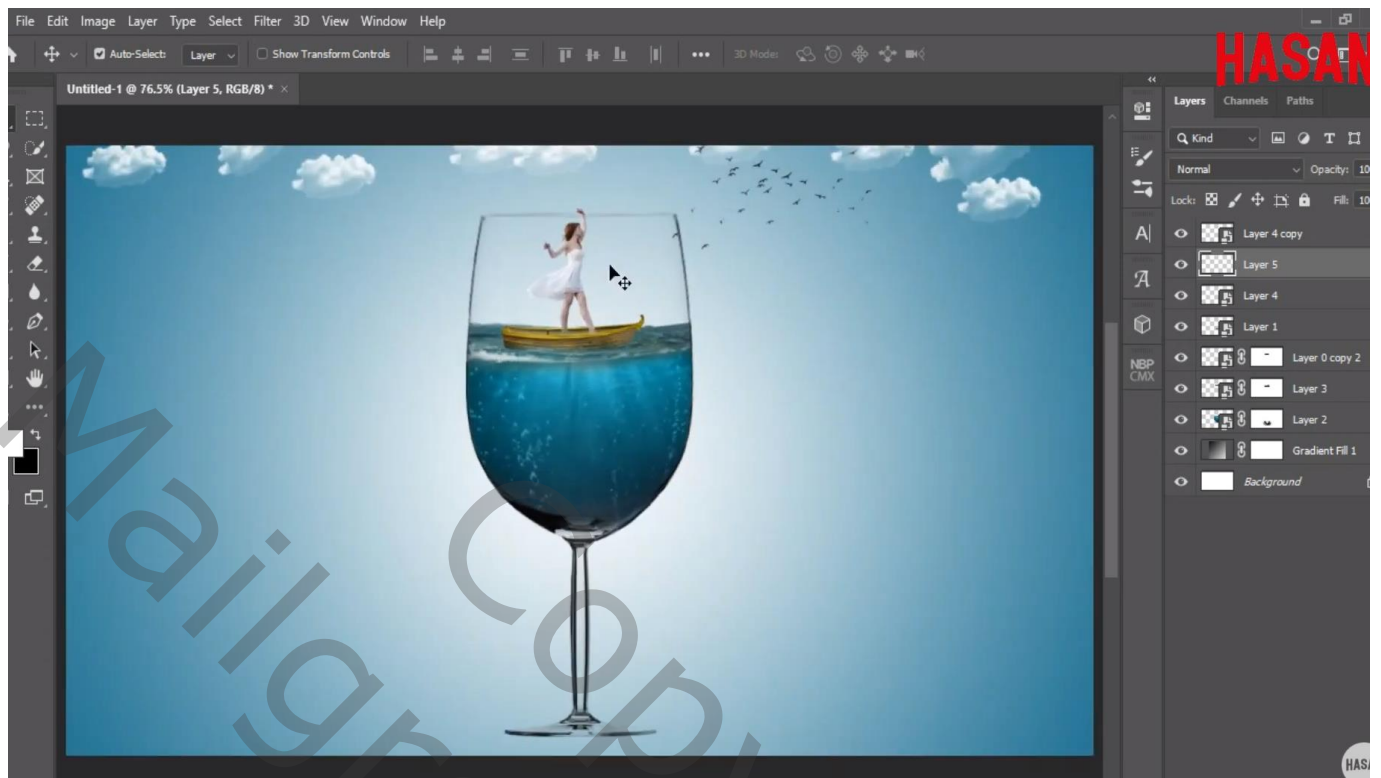 File Edit Image Layer Type Select Filter 3D View Window Help
Auto-Select: Layer Show Transform Controls 3D Mode:
HASAN
Untitled-1 @ 76.5% (Layer 5, RGB/8) * ×
Layers Channels Paths
Kind
Normal Opacity: 10
Lock: Fill: 10
Layer 4 copy
Layer 5
Layer 4
Layer 1
NBP
CMX
Layer 0 copy 2
Layer 3
Layer 2
Gradient Fill 1
Background
HASA